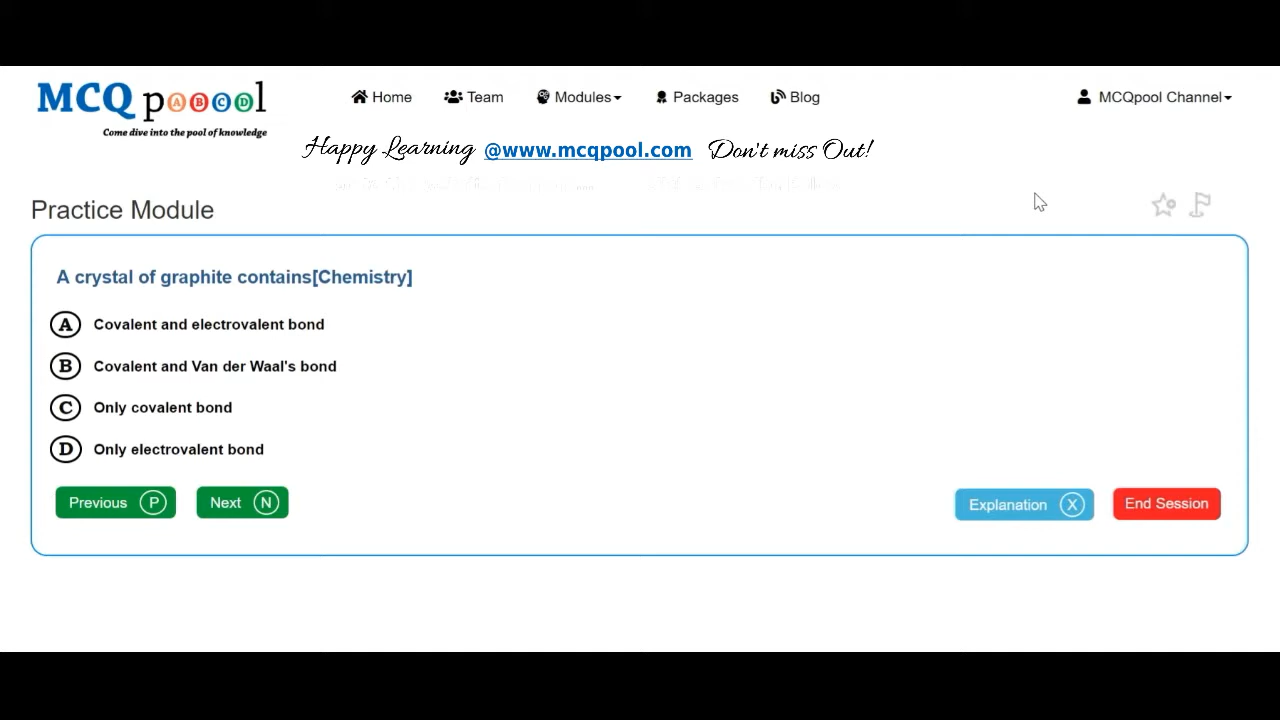 MCQ pooool
Come dive into the pool of knowledge
Home Team Modules Packages Blog MCQpool Channel
Happy Learning @www.mcqpool.com Don't miss Out!
Practice Module
A crystal of graphite contains[Chemistry]
A Covalent and electrovalent bond
B Covalent and Van der Waal's bond
C Only covalent bond
D Only electrovalent bond
Previous P Next N Explanation X End Session